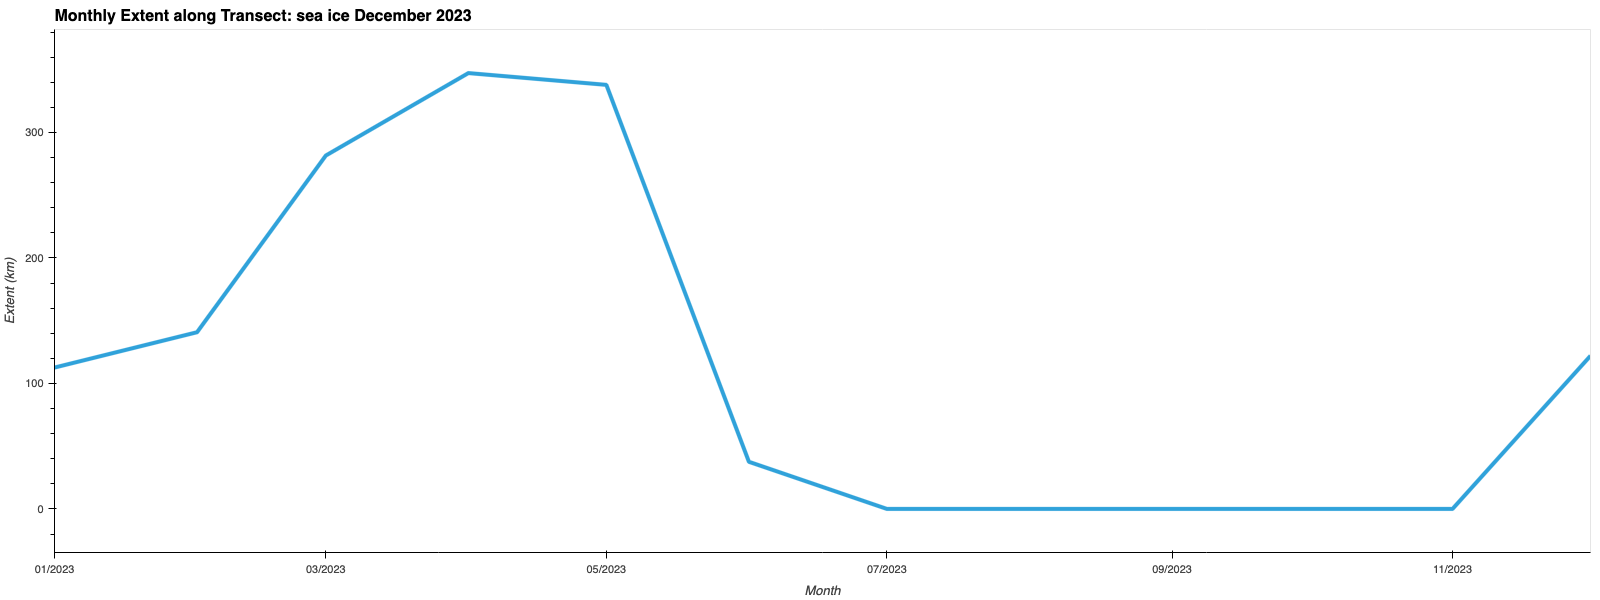 Monthly Extent along Transect: sea ice December 2023
Extent (km)
300
200
100
0
01/2023 03/2023 05/2023 07/2023 09/2023 11/2023
Month